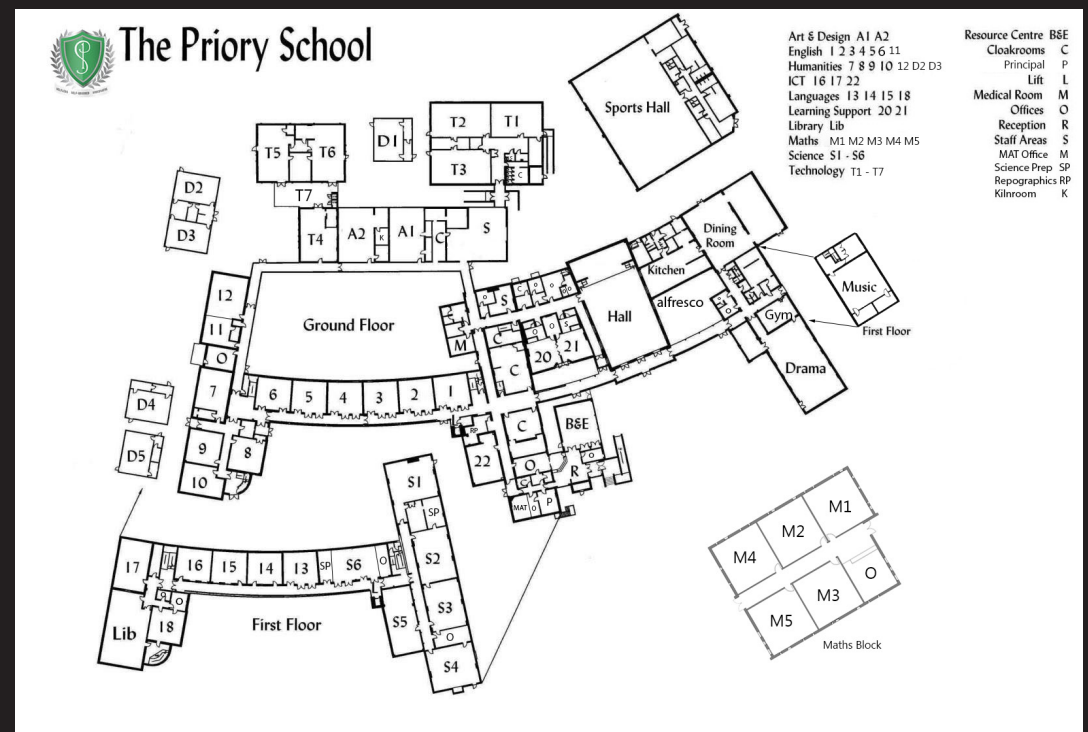 The Priory School
Art & Design A1 A2
English 1 2 3 4 5 6 11
Humanities 7 8 9 10 12 D2 D3
ICT 16 17 22
Languages 13 14 15 18
Learning Support 20 21
Library Lib
Maths M1 M2 M3 M4 M5
Science S1 - S6
Technology T1 - T7
Resource Centre B&E
Cloakrooms C
Principal P
Lift L
Medical Room M
Offices O
Reception R
Staff Areas S
MAT Office M
Science Prep SP
Repographics RP
Kilnroom K
Sports Hall
T2
T1
T3
S
C
D1
T5
T6
T7
T4
A2
K
A1
C
S
D2
D3
Dining
Room
Kitchen
alfresco
Hall
Music
First Floor
Gym
Drama
O
12
11
O
Ground Floor
M
S
C
O
C
20
21
C
7
6
5
4
3
2
1
D4
D5
9
8
10
RP
22
C
B&E
O
R
O
C
MAT
O
P
S1
SP
S2
S3
O
S4
S5
17
16
15
14
13
SP
S6
O
O
18
Lib
First Floor
M1
M2
M4
O
M3
M5
Maths Block